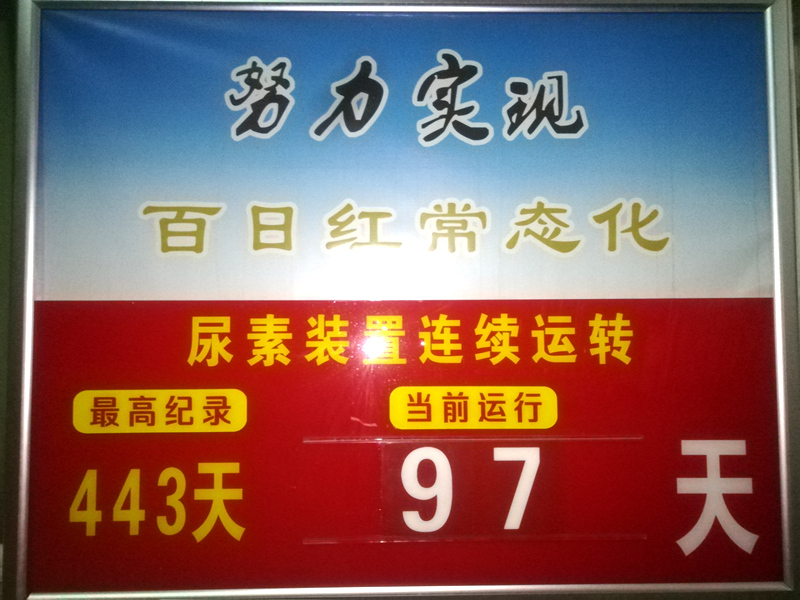 努力实现
百日红常态化
尿素装置连续运转
最高纪录 当前运行
443天 97 天